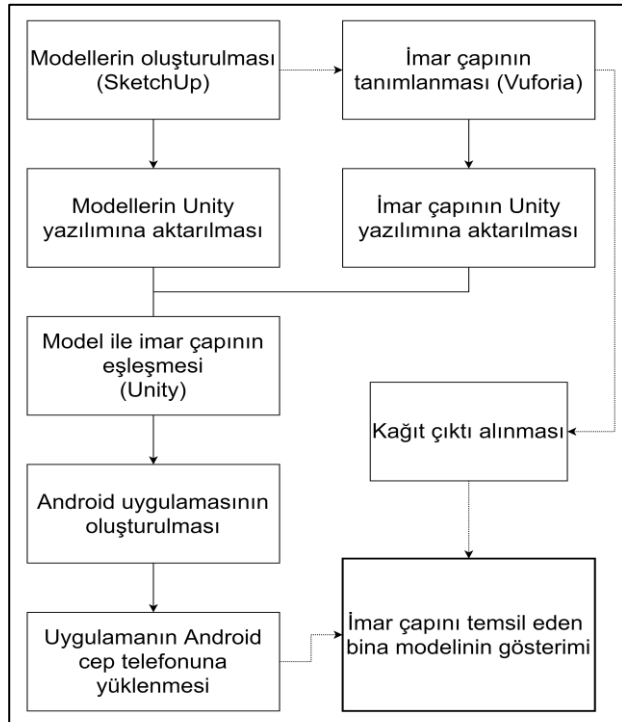 Modellerin oluşturulması
(SketchUp)
İmar çapının
tanımlanması (Vuforia)
Modellerin Unity
yazılımına aktarılması
İmar çapının Unity
yazılımına aktarılması
Model ile imar çapının
eşleşmesi
(Unity)
Kağıt çıktı alınması
Android uygulamasının
oluşturulması
Uygulamanın Android
cep telefonuna
yüklenmesi
İmar çapını temsil eden
bina modelinin gösterimi